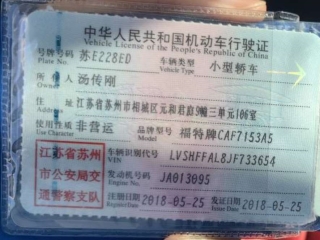 中华人民共和国机动车行驶证
Vehicle License of the People's Republic of China
号牌号码 苏E228ED 车辆类型 小型轿车
Plate No. Vehicle Type
所有人 汤传刚
Owner
住址 江苏省苏州市相城区元和君庭9幢三单元106室
使用性质 非营运 品牌型号 福特牌CAF7153A5
Use Character Model
江苏省苏州市公安局交通警察支队
车辆识别代号 LVSHFFAL8JF733654
VIN
发动机号码 JA013095
Engine No.
注册日期 2018-05-25 发证日期 2018-05-25
Register Date Issue Date